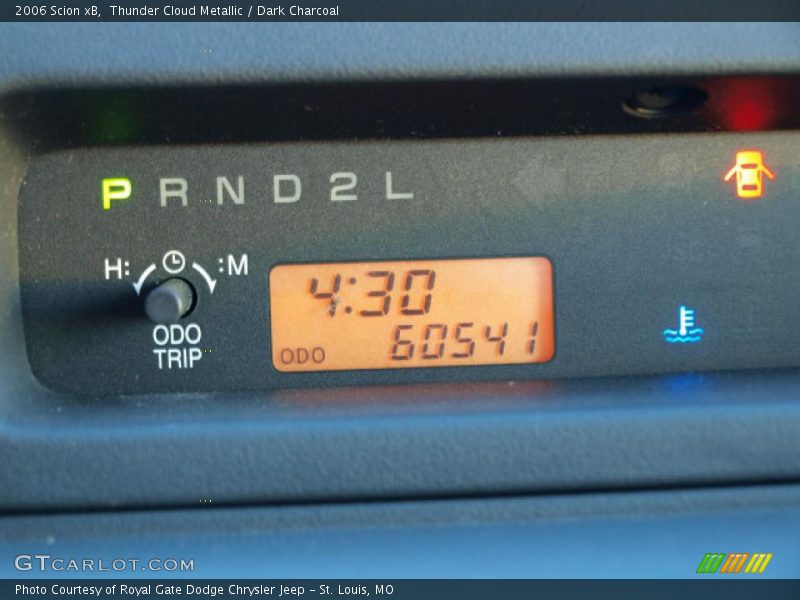 2006 Scion xB,  Thunder Cloud Metallic / Dark Charcoal
P R N D 2 L
H: :M
4:30
ODO
TRIP
ODO 60541
GTCARLOT.COM
Photo Courtesy of Royal Gate Dodge Chrysler Jeep - St. Louis, MO